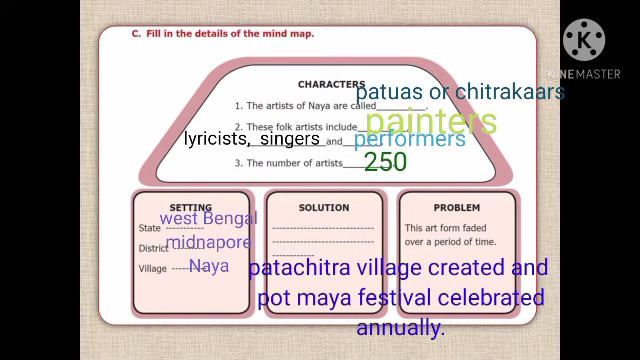 C. Fill in the details of the mind map.
KINEMASTER
CHARACTERS
patuas or chitrakaars
1. The artists of Naya are called________.
painters
2. These folk artists include
lyricists, singers and performers
3. The number of artists 250
SETTING
State west Bengal
District midnapore
Village Naya
SOLUTION
patachitra village created and
pot maya festival celebrated
annually.
PROBLEM
This art form faded
over a period of time.